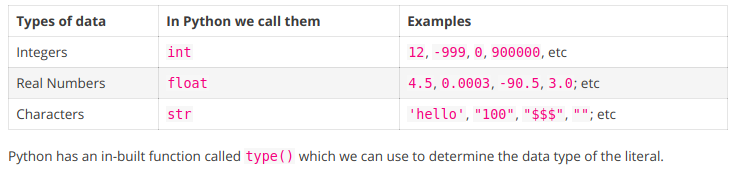 Types of data In Python we call them Examples
Integers int 12, -999, 0, 900000, etc
Real Numbers float 4.5, 0.0003, -90.5, 3.0; etc
Characters str 'hello', "100", "$$$", ""; etc
Python has an in-built function called type() which we can use to determine the data type of the literal.